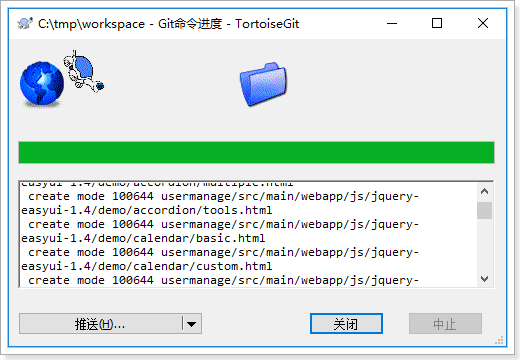 C:\tmp\workspace - Git命令进度 - TortoiseGit
easyui-1.4/demo/accordion/multiple.html
create mode 100644 usermanage/src/main/webapp/js/jquery-
easyui-1.4/demo/accordion/tools.html
create mode 100644 usermanage/src/main/webapp/js/jquery-
easyui-1.4/demo/calendar/basic.html
create mode 100644 usermanage/src/main/webapp/js/jquery-
easyui-1.4/demo/calendar/custom.html
create mode 100644 usermanage/src/main/webapp/js/jquery-
推送(H)...
关闭
中止